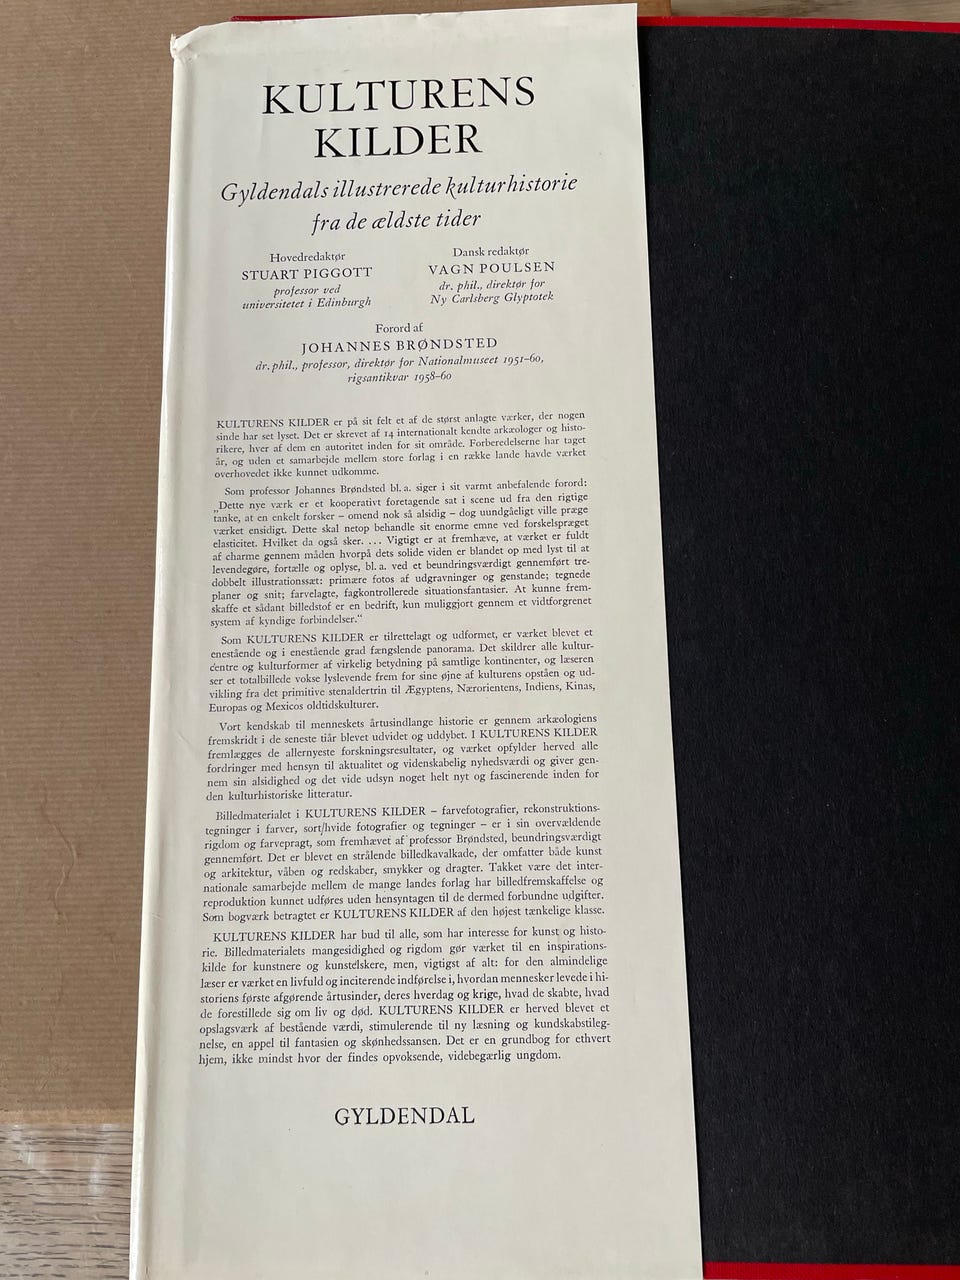 KULTURENS
KILDER
Gyldendals illustrerede kulturhistorie
fra de ældste tider
Hovedredaktør
STUART PIGGOTT
professor ved
universitetet i Edinburgh
Dansk redaktør
VAGN POULSEN
dr. phil., direktør for
Ny Carlsberg Glyptotek
Forord af
JOHANNES BRØNDSTED
dr. phil., professor, direktør for Nationalmuseet 1951-60,
rigsantikvar 1958-60
KULTURENS KILDER er på sit felt et af de størst anlagte værker, der nogen
sinde har set lyset. Det er skrevet af 14 internationalt kendte arkæologer og histo-
rikere, hver af dem en autoritet inden for sit område. Forberedelserne har taget
år, og uden et samarbejde mellem store forlag i en række lande havde værket
overhovedet ikke kunnet udkomme.
Som professor Johannes Brøndsted bl. a. siger i sit varmt anbefalende forord:
„Dette nye værk er et kooperativt foretagende sat i scene ud fra den rigtige
tanke, at en enkelt forsker – omend nok så alsidig – dog uundgåeligt ville præge
værket ensidigt. Dette skal netop behandle sit enorme emne ved forskelspræget
elasticitet. Hvilket da også sker. ... Vigtigt er at fremhæve, at værket er fuldt
af charme gennem måden hvorpå dets solide viden er blandet op med lyst til at
levendegøre, fortælle og oplyse, bl. a. ved et beundringsværdigt gennemført tre-
dobbelt illustrationssæt: primære fotos af udgravninger og genstande; tegnede
planer og snit; farvelagte, fagkontrollerede situationsfantasier. At kunne frem-
skaffe et sådant billedstof er en bedrift, kun muliggjort gennem et vidtforgrenet
system af kyndige forbindelser.“
Som KULTURENS KILDER er tilrettelagt og udformet, er værket blevet et
enestående og i enestående grad fængslende panorama. Det skildrer alle kultur-
centre og kulturformer af virkelig betydning på samtlige kontinenter, og læseren
ser et totalbillede vokse lyslevende frem for sine øjne af kulturens opståen og ud-
vikling fra det primitive stenaldertrin til Ægyptens, Nærorientens, Indiens, Kinas,
Europas og Mexicos oldtidskulturer.
Vort kendskab til menneskets årtusindlange historie er gennem arkæologiens
fremskridt i de seneste tiår blevet udvidet og uddybet. I KULTURENS KILDER
fremlægges de allernyeste forskningsresultater, og værket opfylder herved alle
fordringer med hensyn til aktualitet og videnskabelig nyhedsværdi og giver gen-
nem sin alsidighed og det vide udsyn noget helt nyt og fascinerende inden for
den kulturhistoriske litteratur.
Billedmaterialet i KULTURENS KILDER – farvefotografier, rekonstruktions-
tegninger i farver, sort/hvide fotografier og tegninger – er i sin overvældende
rigdom og farvepragt, som fremhævet af professor Brøndsted, beundringsværdigt
gennemført. Det er blevet en strålende billedkavalkade, der omfatter både kunst
og arkitektur, våben og redskaber, smykker og dragter. Takket være det inter-
nationale samarbejde mellem de mange landes forlag har billedfremskaffelse og
reproduktion kunnet udføres uden hensyntagen til de dermed forbundne udgifter.
Som bogværk betragtet er KULTURENS KILDER af den højest tænkelige klasse.
KULTURENS KILDER har bud til alle, som har interesse for kunst og histo-
rie. Billedmaterialets mangesidighed og rigdom gør værket til en inspirations-
kilde for kunstnere og kunstelskere, men, vigtigst af alt: for den almindelige
læser er værket en livfuld og inciterende indførelse i, hvordan mennesker levede i hi-
storiens første afgørende årtusinder, deres hverdag og krige, hvad de skabte, hvad
de forestillede sig om liv og død. KULTURENS KILDER er herved blevet et
opslagsværk af bestående værdi, stimulerende til ny læsning og kundskabstileg-
nelse, en appel til fantasien og skønhedssansen. Det er en grundbog for ethvert
hjem, ikke mindst hvor der findes opvoksende, videbegærlig ungdom.
GYLDENDAL